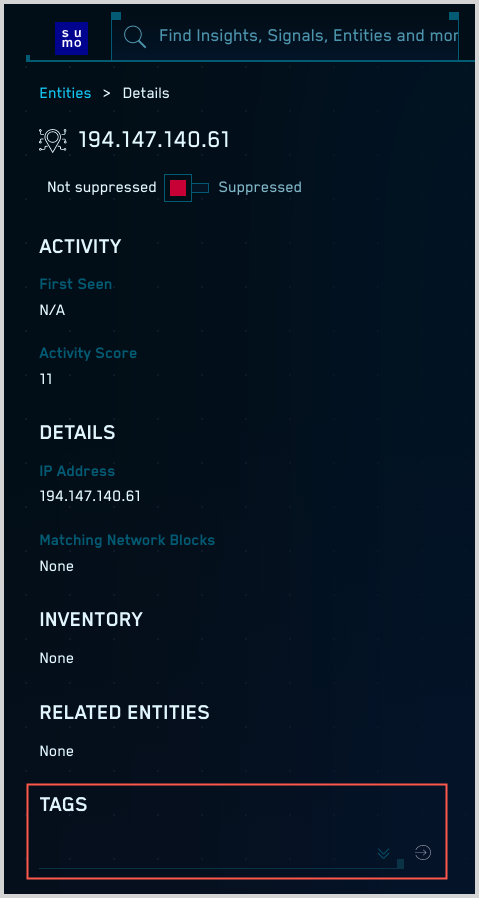 su
mo
Find Insights, Signals, Entities and mor
Entities > Details
194.147.140.61
Not suppressed Suppressed
ACTIVITY
First Seen
N/A
Activity Score
11
DETAILS
IP Address
194.147.140.61
Matching Network Blocks
None
INVENTORY
None
RELATED ENTITIES
None
TAGS